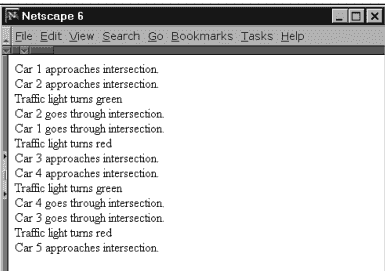 Netscape 6
File Edit View Search Go Bookmarks Tasks Help
Car 1 approaches intersection.
Car 2 approaches intersection.
Traffic light turns green
Car 2 goes through intersection.
Car 1 goes through intersection.
Traffic light turns red
Car 3 approaches intersection.
Car 4 approaches intersection.
Traffic light turns green
Car 4 goes through intersection.
Car 3 goes through intersection.
Traffic light turns red
Car 5 approaches intersection.